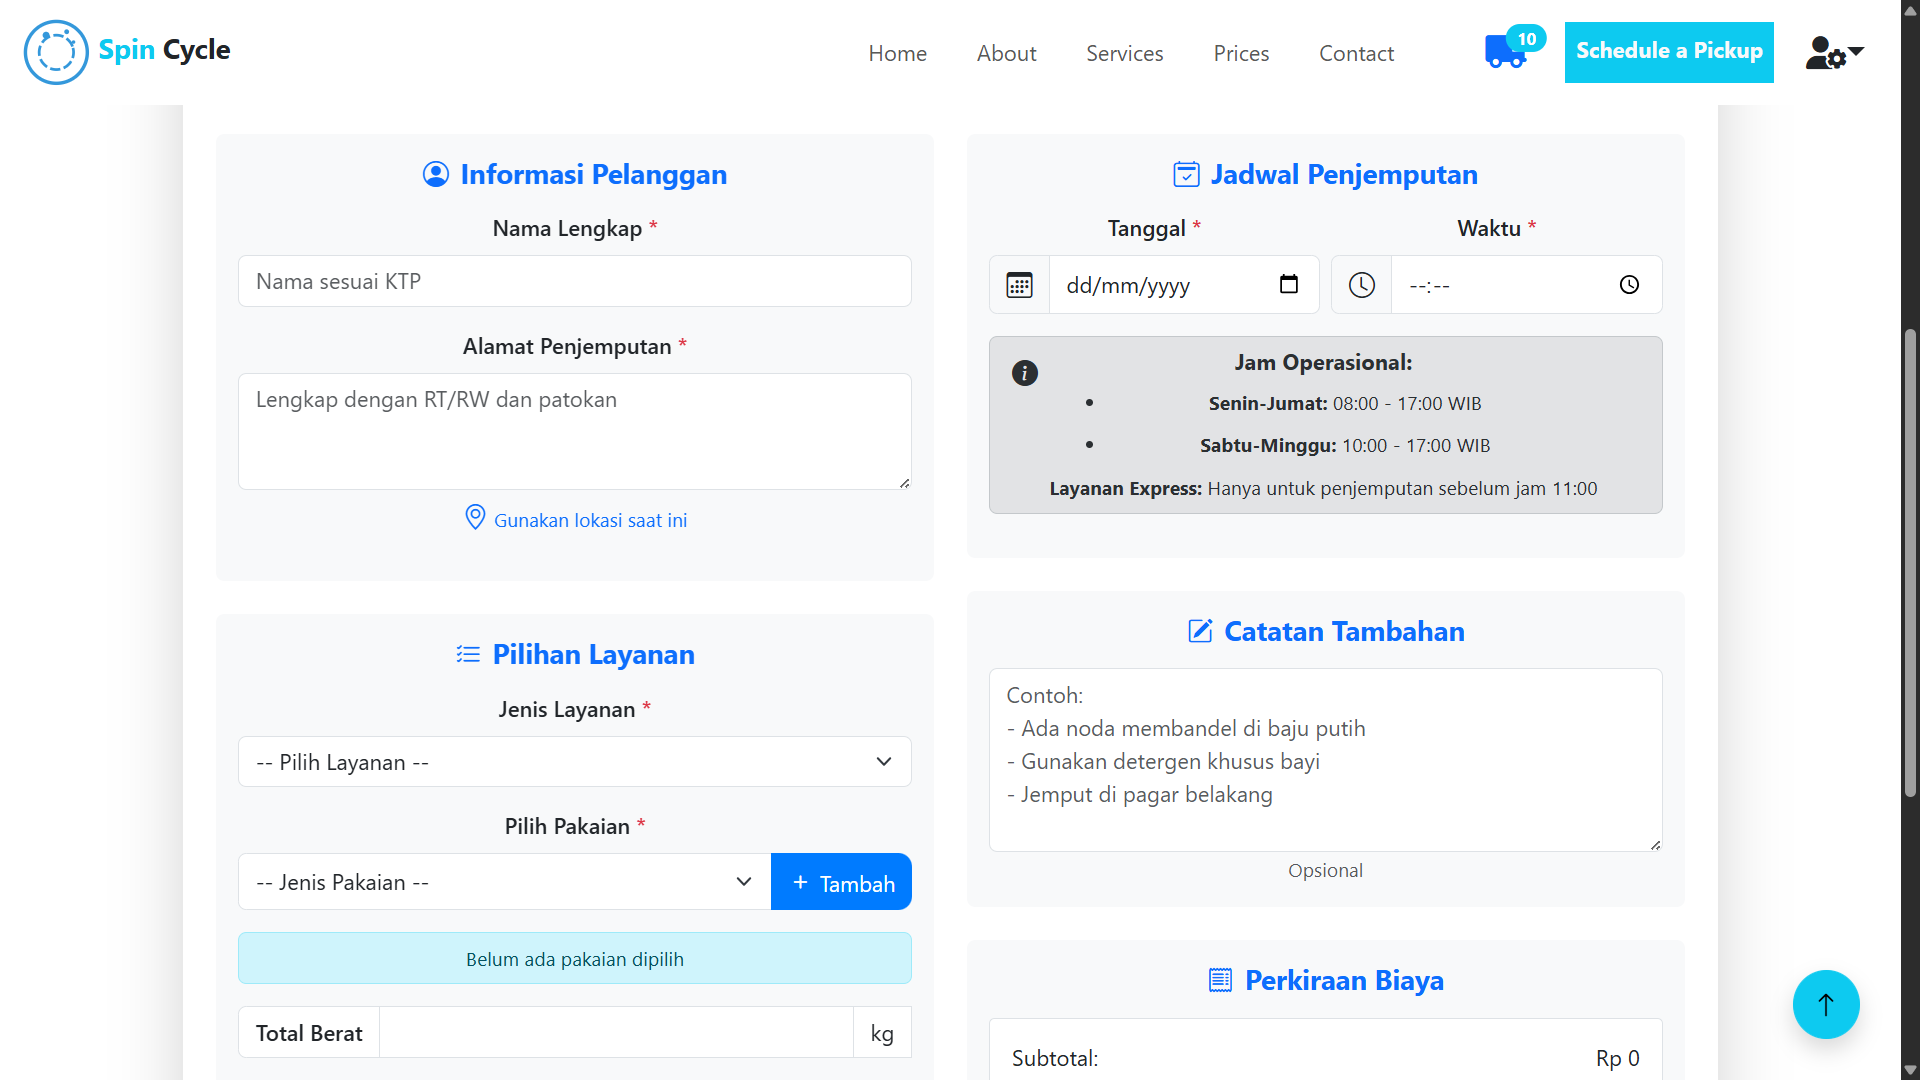 Spin Cycle
Home
About
Services
Prices
Contact
10
Schedule a Pickup
Informasi Pelanggan
Nama Lengkap *
Nama sesuai KTP
Alamat Penjemputan *
Lengkap dengan RT/RW dan patokan
Gunakan lokasi saat ini
Pilihan Layanan
Jenis Layanan *
-- Pilih Layanan --
Pilih Pakaian *
-- Jenis Pakaian --
+ Tambah
Belum ada pakaian dipilih
Total Berat
kg
Jadwal Penjemputan
Tanggal *
Waktu *
dd/mm/yyyy
--:--
Jam Operasional:
• Senin-Jumat: 08:00 - 17:00 WIB
• Sabtu-Minggu: 10:00 - 17:00 WIB
Layanan Express: Hanya untuk penjemputan sebelum jam 11:00
Catatan Tambahan
Contoh:
- Ada noda membandel di baju putih
- Gunakan detergen khusus bayi
- Jemput di pagar belakang
Opsional
Perkiraan Biaya
Subtotal:
Rp 0